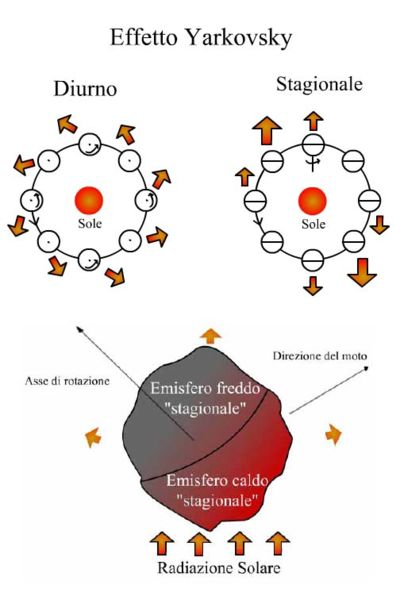 Effetto Yarkovsky
Diurno
Stagionale
Sole
Sole
Direzione del moto
Asse di rotazione
Emisfero freddo
"stagionale"
Emisfero caldo
"stagionale"
Radiazione Solare